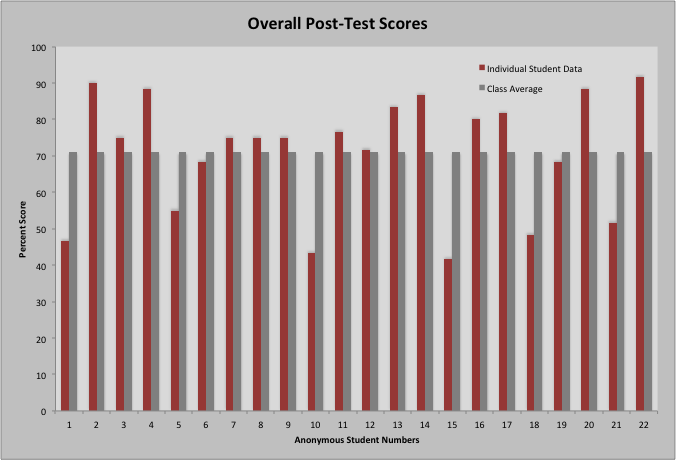 Overall Post-Test Scores
Individual Student Data
Class Average
Percent Score
100
90
80
70
60
50
40
30
20
10
0
1 2 3 4 5 6 7 8 9 10 11 12 13 14 15 16 17 18 19 20 21 22
Anonymous Student Numbers